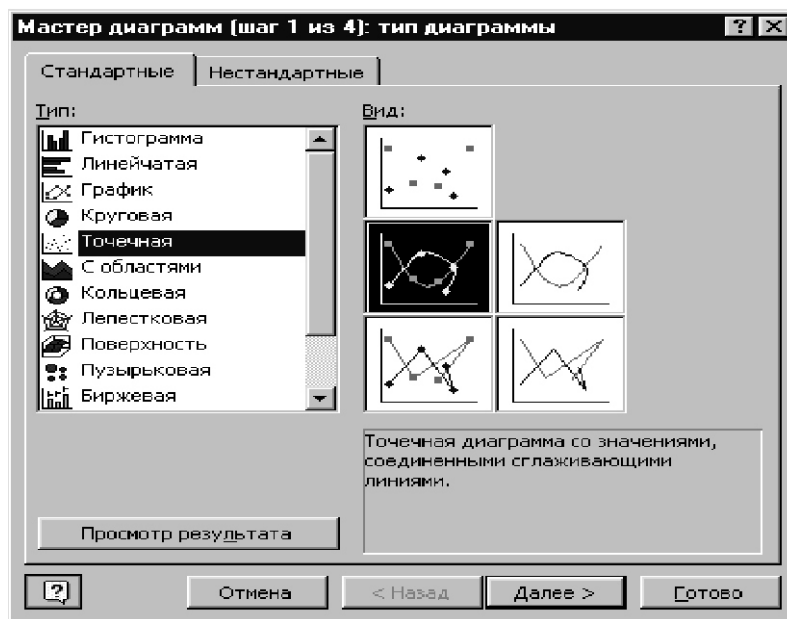 Мастер диаграмм (шаг 1 из 4): тип диаграммы
Стандартные
Нестандартные
Тип:
Вид:
Гистограмма
Линейчатая
График
Круговая
Точечная
С областями
Кольцевая
Лепестковая
Поверхность
Пузырьковая
Биржевая
Точечная диаграмма со значениями,
соединенными сглаживающими
линиями.
Просмотр результата
Отмена
< Назад
Далее >
Готово